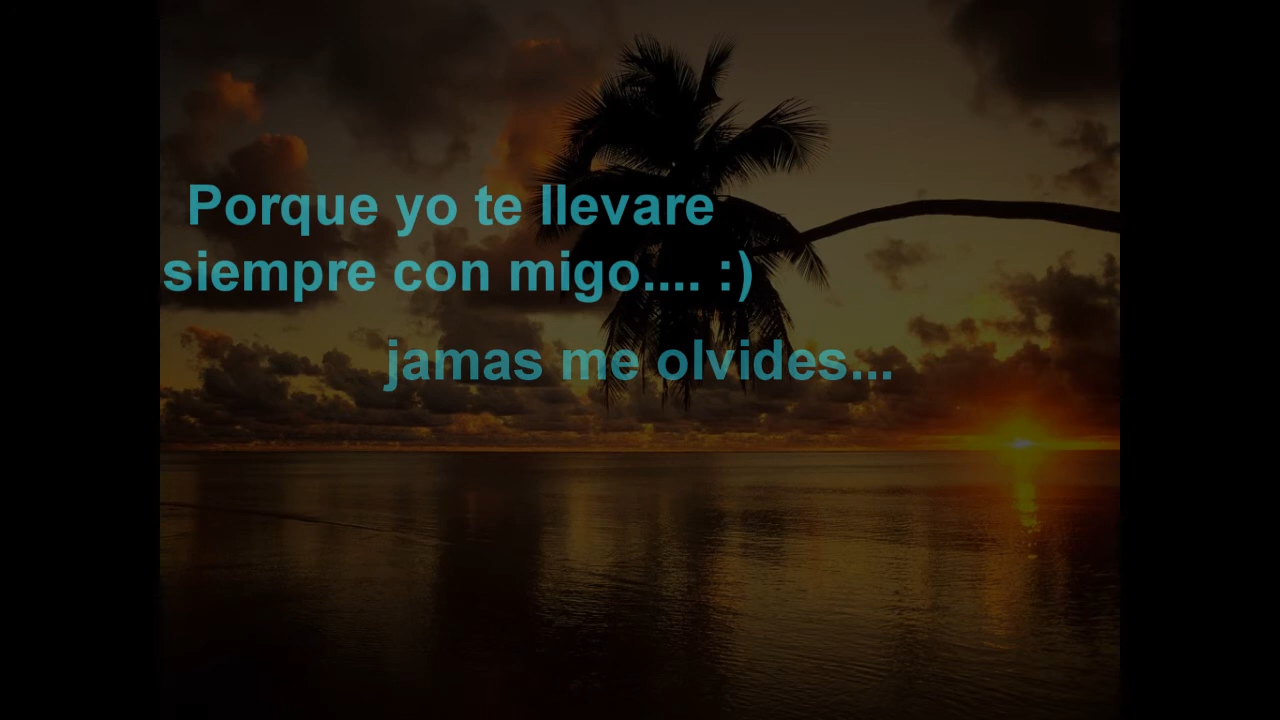 Porque yo te llevare
siempre con migo.... :)
jamas me olvides...